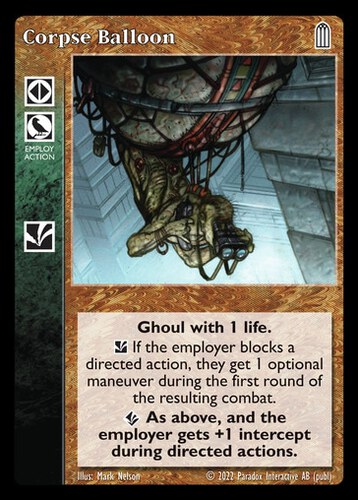 Corpse Balloon
EMPLOY
ACTION
Ghoul with 1 life.
If the employer blocks a
directed action, they get 1 optional
maneuver during the first round of
the resulting combat.
As above, and the
employer gets +1 intercept
during directed actions.
Illus: Mark Nelson © 2022 Paradox Interactive AB (publ)